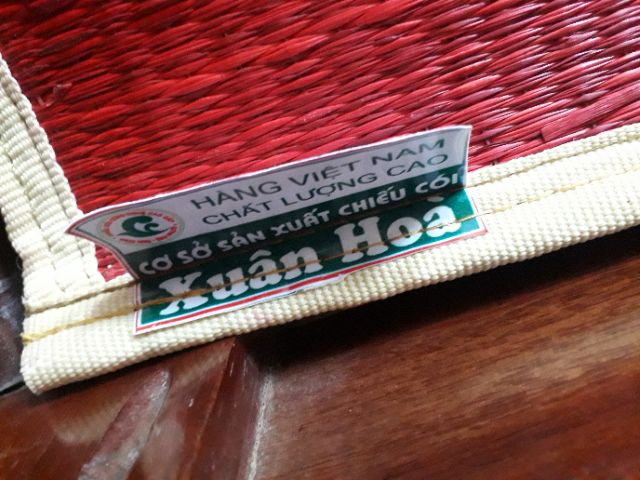 HÀNG VIỆT NAM
CHẤT LƯỢNG CAO
CƠ SỞ SẢN XUẤT CHIẾU CÓI
Xuân Hoà